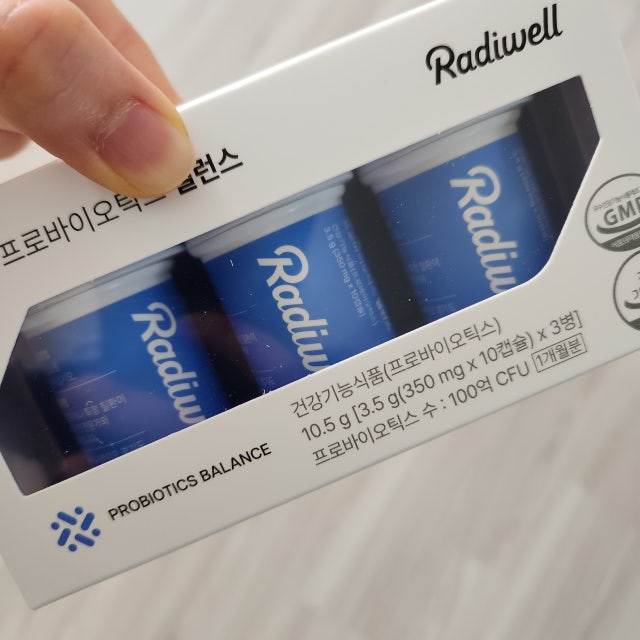 Radiwell
프로바이오틱스 밸런스
Radiw
Radiw
Radiw
GMP
건강기능식품(프로바이오틱스)
10.5 g [3.5 g(350 mg x 10캡슐) x 3병]
프로바이오틱스 수 : 100억 CFU 1개월분
PROBIOTICS BALANCE